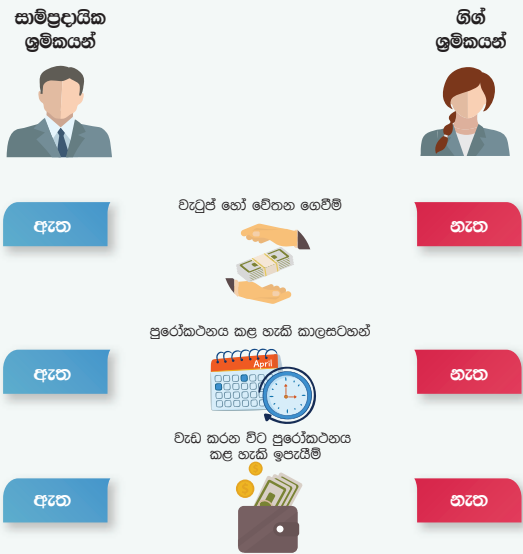 සාම්ප්‍රදායික
ශ්‍රමිකයන්
ගිග්
ශ්‍රමිකයන්
වැටුප් හෝ වේතන ගෙවීම්
ඇත
නැත
පුරෝකථනය කළ හැකි කාලසටහන්
April
ඇත
නැත
වැඩ කරන විට පුරෝකථනය
කළ හැකි ඉපැයීම්
ඇත
නැත